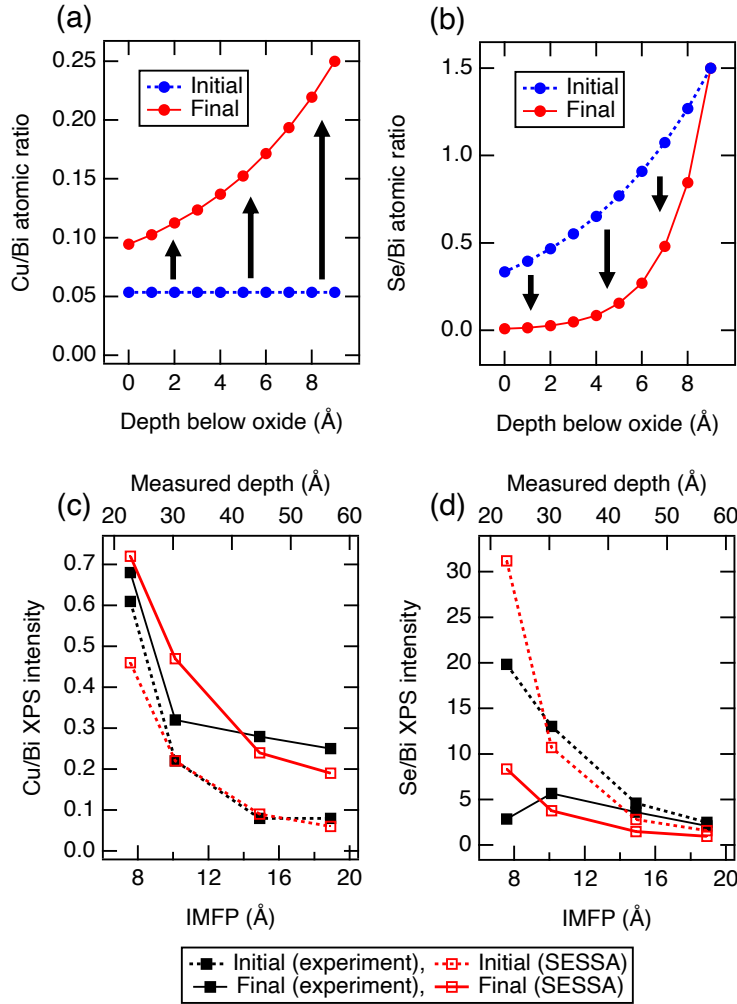 (a)
0.25
0.20
0.15
0.10
0.05
0.00
Cu/Bi atomic ratio
Initial
Final
0 2 4 6 8
Depth below oxide (Å)
(b)
1.5
1.0
0.5
0.0
Se/Bi atomic ratio
Initial
Final
0 2 4 6 8
Depth below oxide (Å)
(c)
Measured depth (Å)
20 30 40 50 60
0.7
0.6
0.5
0.4
0.3
0.2
0.1
0.0
Cu/Bi XPS intensity
8 12 16 20
IMFP (Å)
(d)
Measured depth (Å)
20 30 40 50 60
30
25
20
15
10
5
0
Se/Bi XPS intensity
8 12 16 20
IMFP (Å)
Initial (experiment), Initial (SESSA)
Final (experiment), Final (SESSA)